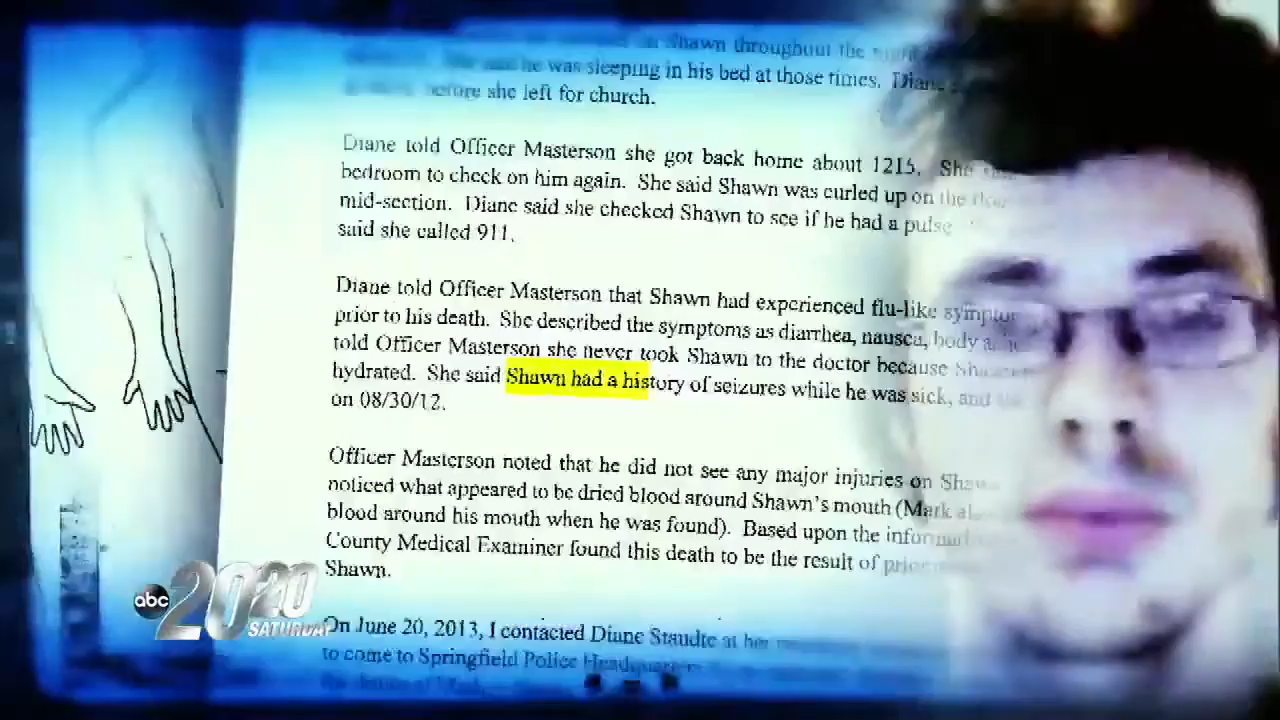 Shawn throughout the night
he was sleeping in his bed at those times. Diane
before she left for church.
Diane told Officer Masterson she got back home about 1215. She
bedroom to check on him again. She said Shawn was curled up on the floor
mid-section. Diane said she checked Shawn to see if he had a pulse
said she called 911.
Diane told Officer Masterson that Shawn had experienced flu-like symptoms
prior to his death. She described the symptoms as diarrhea, nausea, body
told Officer Masterson she never took Shawn to the doctor because
hydrated. She said Shawn had a history of seizures while he was sick, and
on 08/30/12.
Officer Masterson noted that he did not see any major injuries on Shawn
noticed what appeared to be dried blood around Shawn's mouth (Mark
blood around his mouth when he was found). Based upon the
County Medical Examiner found this death to be the result of
Shawn.
On June 20, 2013, I contacted Diane Staudte at her
to come to Springfield Police Headquarters
abc 20/20
SATURDAY